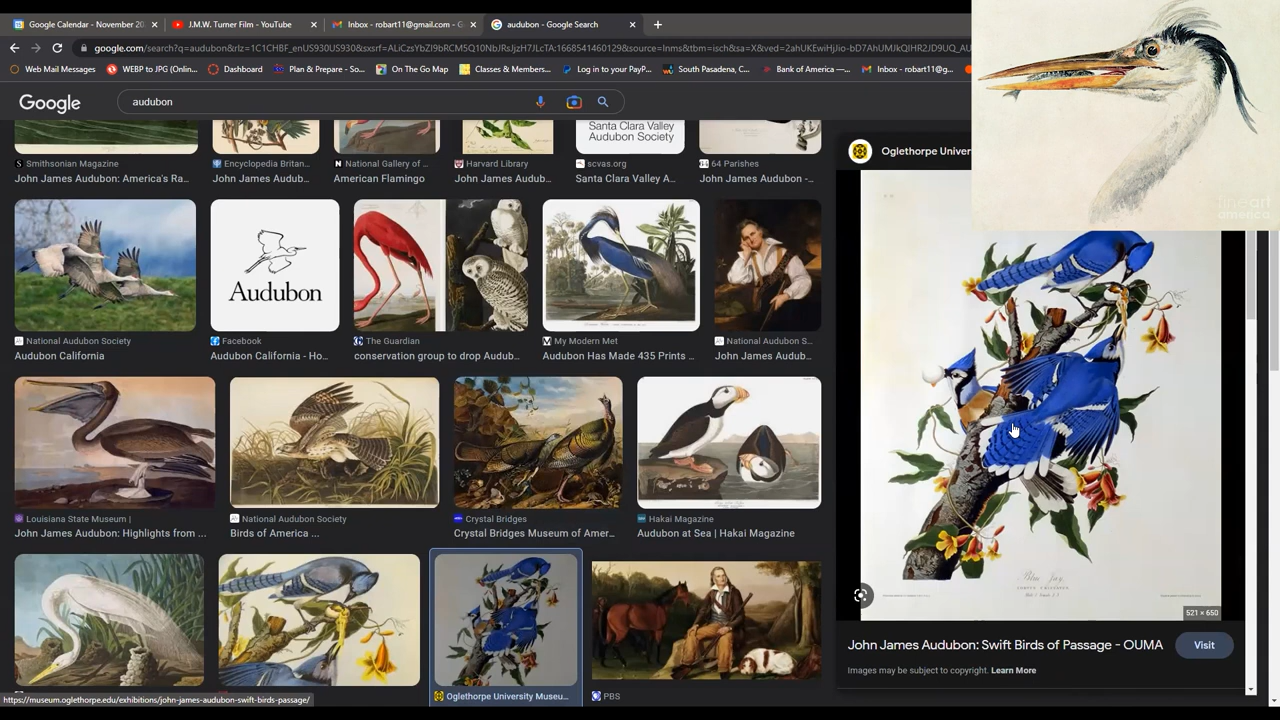 Google Calendar - November 20
J.M.W. Turner Film - YouTube
Inbox - robart11@gmail.com - G
audubon - Google Search
google.com/search?q=audubon&rlz=1C1CHBF_enUS930US930&sxsrf=ALiCzsYbZI9bRCM5Q10NbJRsJjzH7JLcTA:1668541460129&source=lnms&tbm=isch&sa=X&ved=2ahUKEwiHjIio-bD7AhUMJkQIHR2/D9UQ_AU
Web Mail Messages
WEBP to JPG (Onlin...
Dashboard
Plan & Prepare - So...
On The Go Map
Classes & Member...
Log in to your PayP...
South Pasadena, C...
Bank of America —...
Inbox - robart11@g...
Google
audubon
Smithsonian Magazine
John James Audubon: America's Ra...
Encyclopedia Britan...
John James Audub...
National Gallery of ...
American Flamingo
Harvard Library
John James Audub...
Santa Clara Valley
Audubon Society
scvas.org
Santa Clara Valley A...
64 Parishes
John James Audubon -...
Oglethorpe Univer
fine art
america
Audubon
National Audubon Society
Audubon California
Facebook
Audubon California - Ho...
The Guardian
conservation group to drop Audub...
My Modern Met
Audubon Has Made 435 Prints ...
National Audubon S...
John James Audub...
Louisiana State Museum |
John James Audubon: Highlights from ...
National Audubon Society
Birds of America ...
Crystal Bridges
Crystal Bridges Museum of Amer...
Hakai Magazine
Audubon at Sea | Hakai Magazine
Blue Jay,
521 × 650
John James Audubon: Swift Birds of Passage - OUMA
Visit
Images may be subject to copyright. Learn More
Oglethorpe University Museu...
PBS
https://museum.oglethorpe.edu/exhibitions/john-james-audubon-swift-birds-passage/